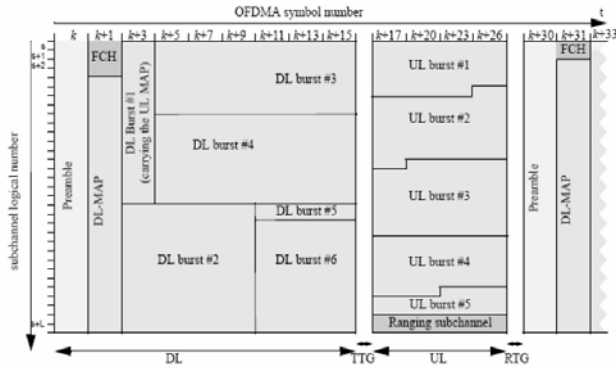 OFDMA symbol number t
k k+1 k+3 k+5 k+7 k+9 k+11 k+13 k+15 k+17 k+20 k+23 k+26 k+30 k+31 k+33
s
s+1
s+2
s+L
subchannel logical number
Preamble
FCH
DL-MAP
DL Burst #1
(carrying the UL MAP)
DL burst #3
DL burst #4
DL burst #2
DL burst #5
DL burst #6
UL burst #1
UL burst #2
UL burst #3
UL burst #4
UL burst #5
Ranging subchannel
Preamble
FCH
DL-MAP
DL TTG UL RTG